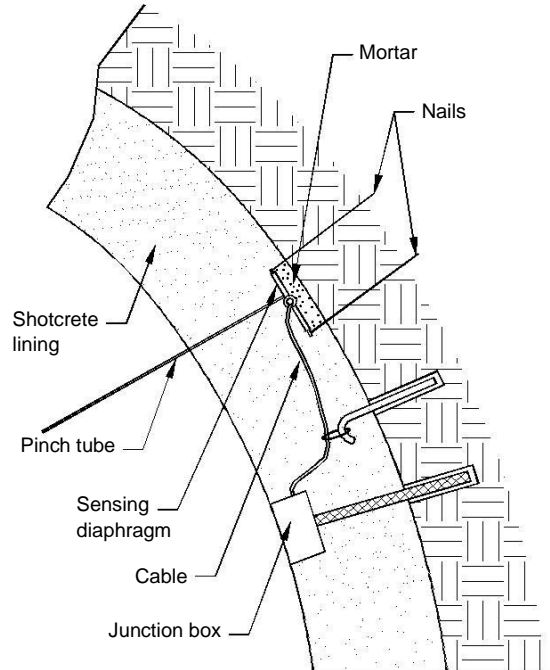 Mortar
Nails
Shotcrete
lining
Pinch tube
Sensing
diaphragm
Cable
Junction box